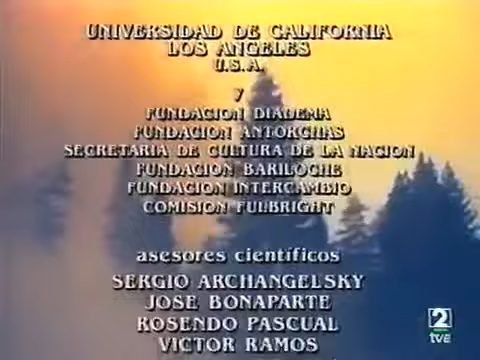 UNIVERSIDAD DE CALIFORNIA
LOS ANGELES
U.S.A.
y
FUNDACION DIADEMA
FUNDACION ANTORCHAS
SECRETARIA DE CULTURA DE LA NACION
FUNDACION BARILOCHE
FUNDACION INTERCAMBIO
COMISION FULBRIGHT
asesores científicos
SERGIO ARCHANGELSKY
JOSE BONAPARTE
ROSENDO PASCUAL
VICTOR RAMOS
2
tve